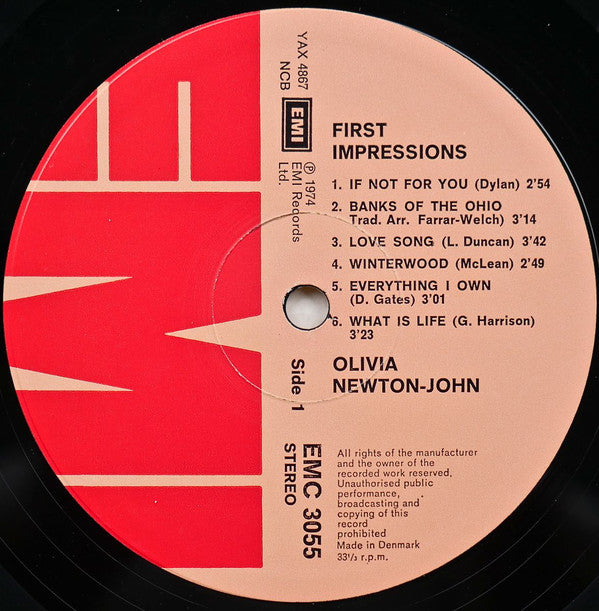 YAX 4867
NCB
EMI
℗ 1974
EMI Records
Ltd.
FIRST
IMPRESSIONS
1. IF NOT FOR YOU (Dylan) 2'54
2. BANKS OF THE OHIO
Trad. Arr. Farrar-Welch) 3'14
3. LOVE SONG (L. Duncan) 3'42
4. WINTERWOOD (McLean) 2'49
5. EVERYTHING I OWN
(D. Gates) 3'01
6. WHAT IS LIFE (G. Harrison)
3'23
OLIVIA
NEWTON-JOHN
Side 1
EMC 3055
STEREO
All rights of the manufacturer
and the owner of the
recorded work reserved.
Unauthorised public
performance,
broadcasting and
copying of this
record
prohibited
Made in Denmark
33⅓ r.p.m.
EMI